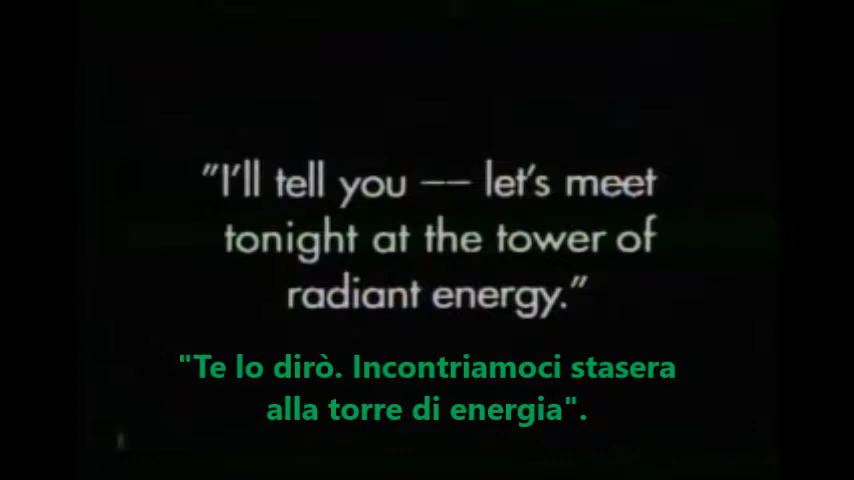 "I'll tell you –– let's meet
tonight at the tower of
radiant energy."
"Te lo dirò. Incontriamoci stasera
alla torre di energia".